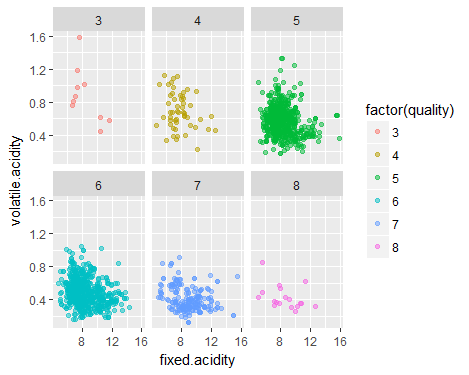 3 4 5
1.6
1.2
0.8
0.4
volatile.acidity
6 7 8
1.6
1.2
0.8
0.4
8 12 16 8 12 16 8 12 16
fixed.acidity
factor(quality)
3
4
5
6
7
8